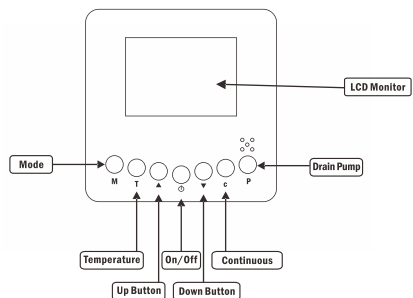 LCD Monitor
Mode
Drain Pump
M T ▲ ⏻ ▼ c P
Temperature
On/Off
Continuous
Up Button
Down Button